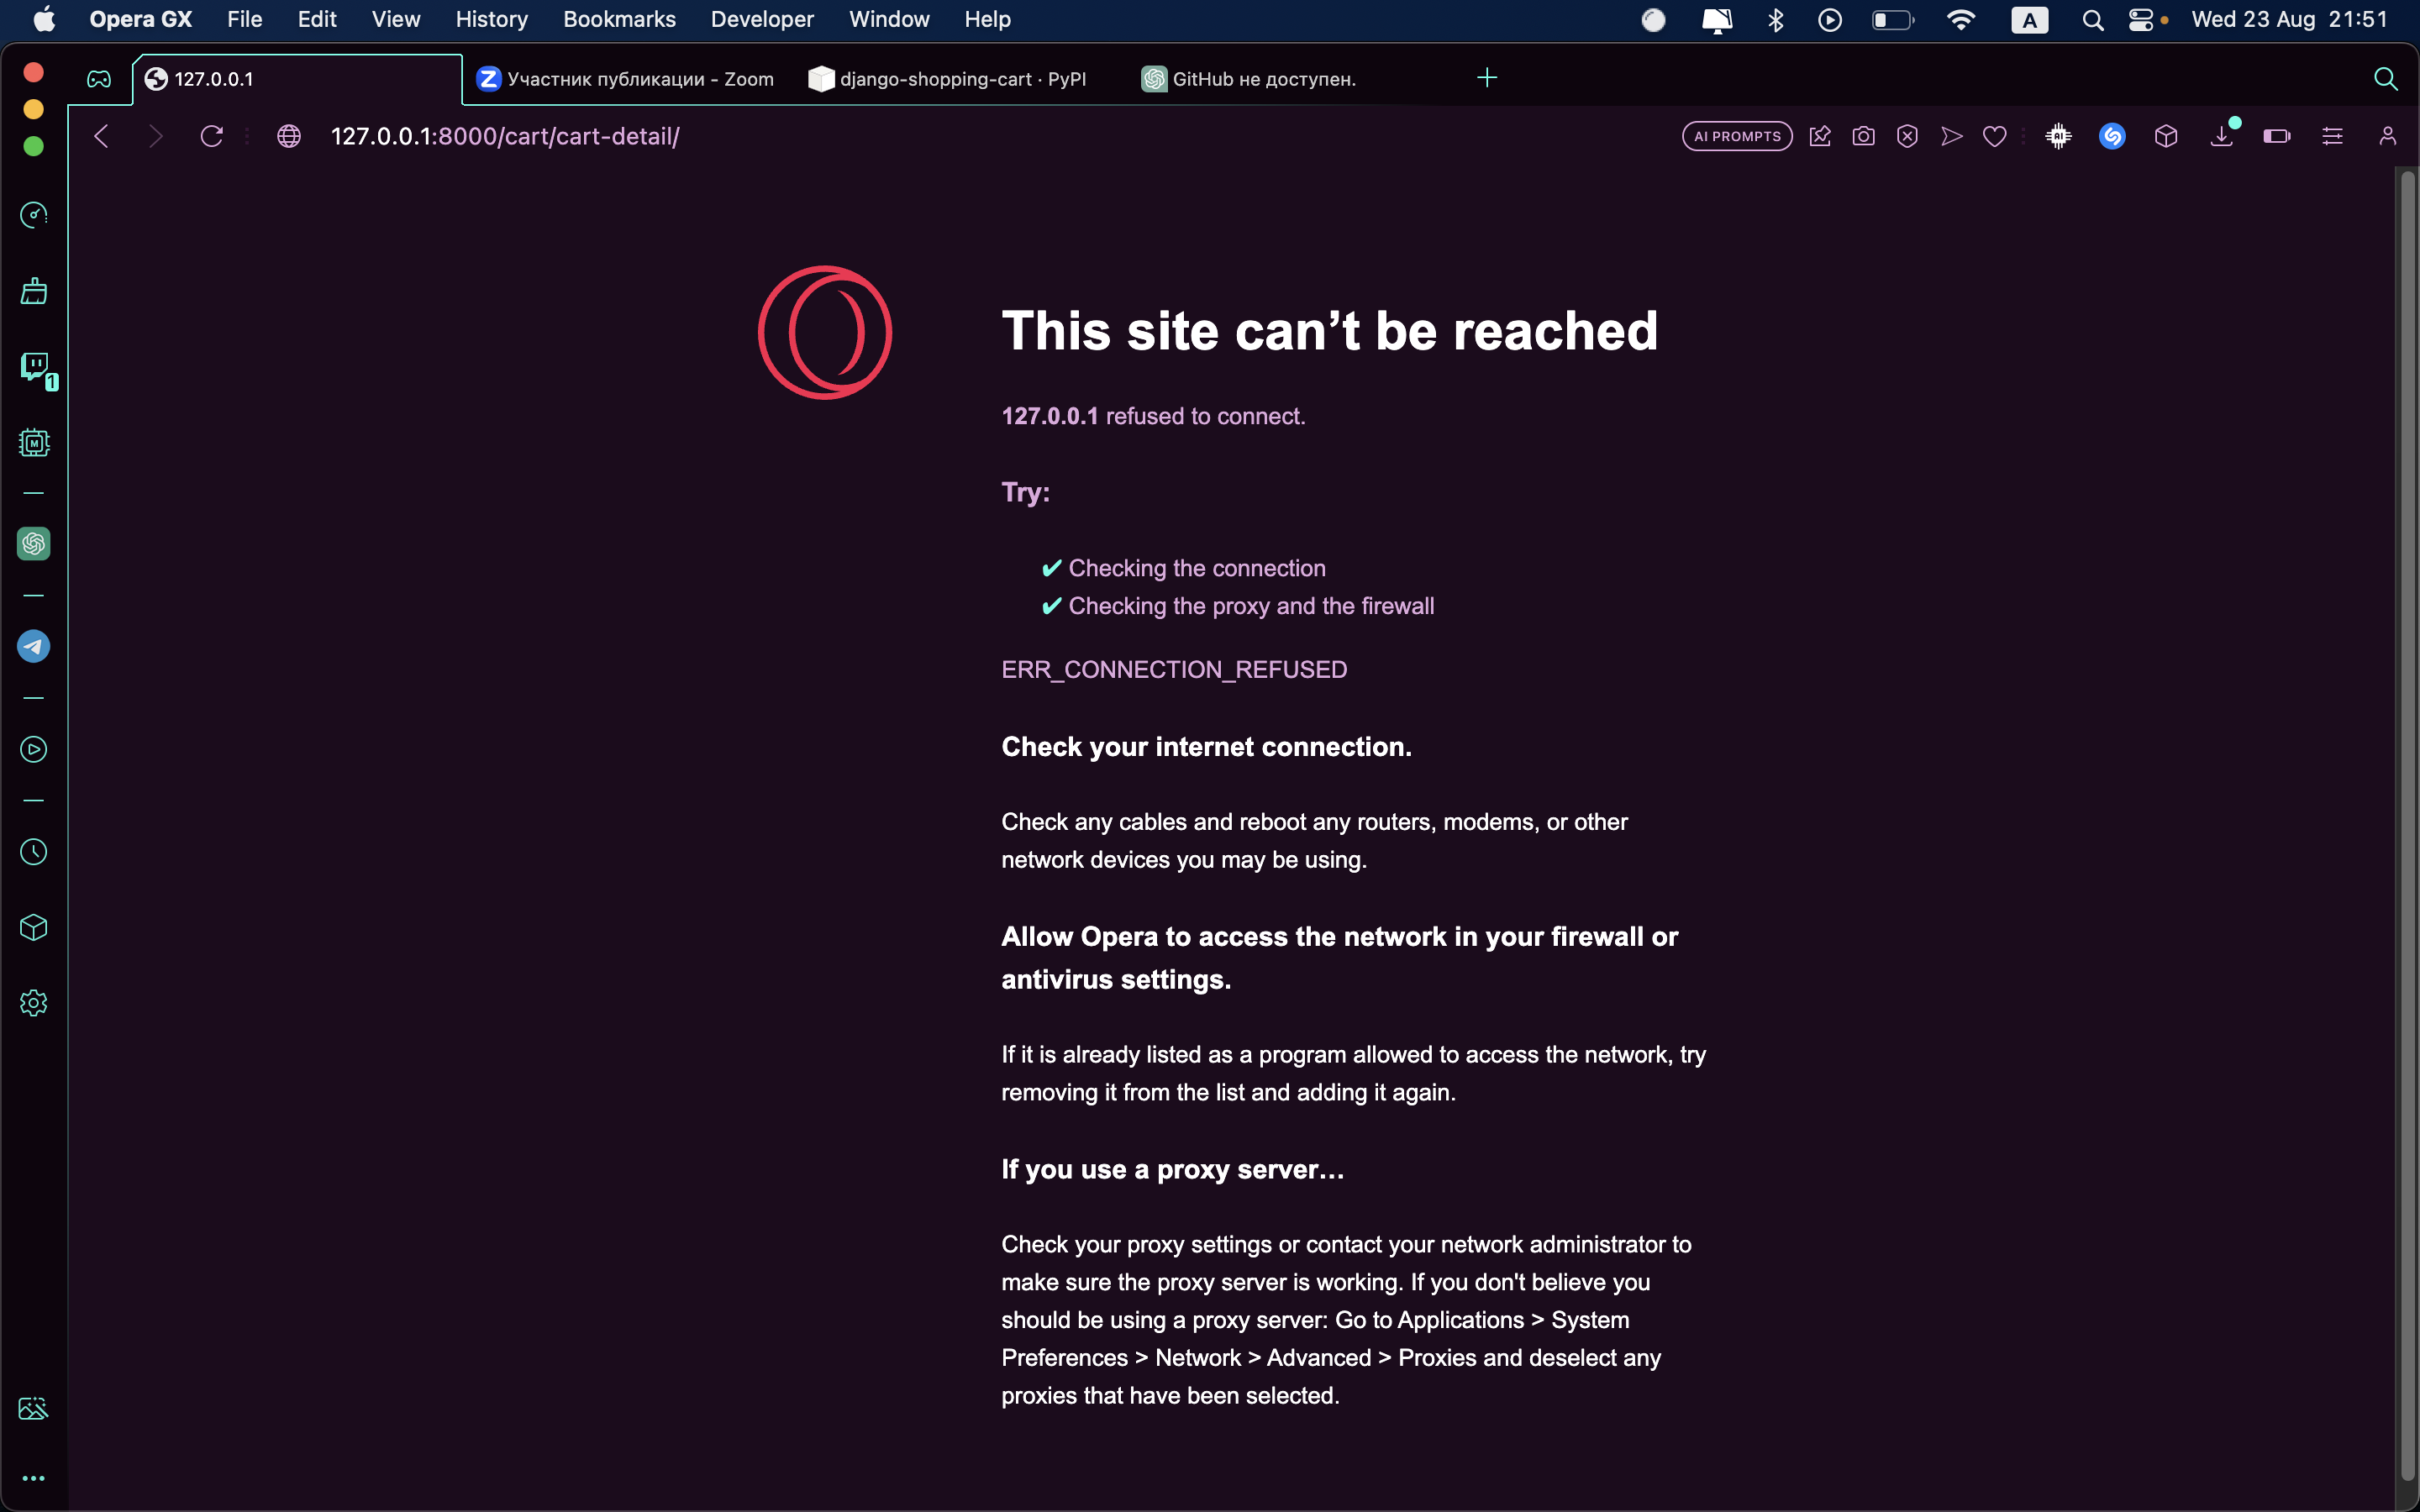 Opera GX File Edit View History Bookmarks Developer Window Help A Wed 23 Aug 21:51
127.0.0.1 Участник публикации - Zoom django-shopping-cart · PyPI GitHub не доступен.
127.0.0.1:8000/cart/cart-detail/ AI PROMPTS
1
M
This site can’t be reached
127.0.0.1 refused to connect.
Try:
✔ Checking the connection
✔ Checking the proxy and the firewall
ERR_CONNECTION_REFUSED
Check your internet connection.
Check any cables and reboot any routers, modems, or other
network devices you may be using.
Allow Opera to access the network in your firewall or
antivirus settings.
If it is already listed as a program allowed to access the network, try
removing it from the list and adding it again.
If you use a proxy server…
Check your proxy settings or contact your network administrator to
make sure the proxy server is working. If you don't believe you
should be using a proxy server: Go to Applications > System
Preferences > Network > Advanced > Proxies and deselect any
proxies that have been selected.